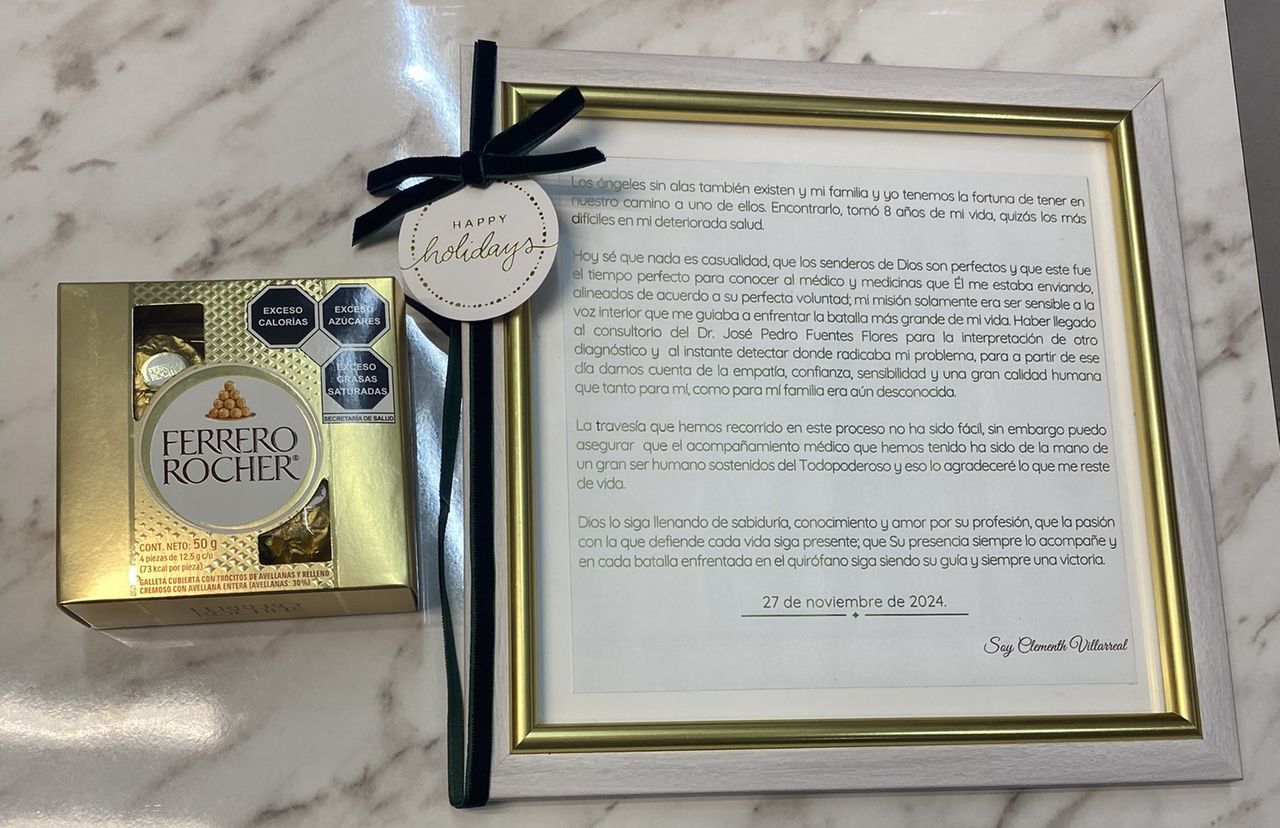 EXCESO
CALORÍAS
EXCESO
AZÚCARES
EXCESO
GRASAS
SATURADAS
SECRETARÍA DE SALUD
FERRERO
ROCHER®
CONT. NETO: 50 g
4 piezas de 12.5 g c/u
(73 kcal por pieza)
GALLETA CUBIERTA CON TROCITOS DE AVELLANAS Y RELLENO
CREMOSO CON AVELLANA ENTERA (AVELLANAS: 30%)
HAPPY
holidays
Los ángeles sin alas también existen y mi familia y yo tenemos la fortuna de tener en
nuestro camino a uno de ellos. Encontrarlo, tomó 8 años de mi vida, quizás los más
difíciles en mi deteriorada salud.
Hoy sé que nada es casualidad, que los senderos de Dios son perfectos y que este fue
el tiempo perfecto para conocer al médico y medicinas que Él me estaba enviando,
alineados de acuerdo a su perfecta voluntad; mi misión solamente era ser sensible a la
voz interior que me guiaba a enfrentar la batalla más grande de mi vida. Haber llegado
al consultorio del Dr. José Pedro Fuentes Flores para la interpretación de otro
diagnóstico y al instante detectar donde radicaba mi problema, para a partir de ese
día darnos cuenta de la empatía, confianza, sensibilidad y una gran calidad humana
que tanto para mí, como para mi familia era aún desconocida.
La travesía que hemos recorrido en este proceso no ha sido fácil, sin embargo puedo
asegurar que el acompañamiento médico que hemos tenido ha sido de la mano de
un gran ser humano sostenidos del Todopoderoso y eso lo agradeceré lo que me reste
de vida.
Dios lo siga llenando de sabiduría, conocimiento y amor por su profesión, que la pasión
con la que defiende cada vida siga presente; que Su presencia siempre lo acompañe y
en cada batalla enfrentada en el quirófano siga siendo su guía y siempre una victoria.
27 de noviembre de 2024.
Soy Clementh Villarreal